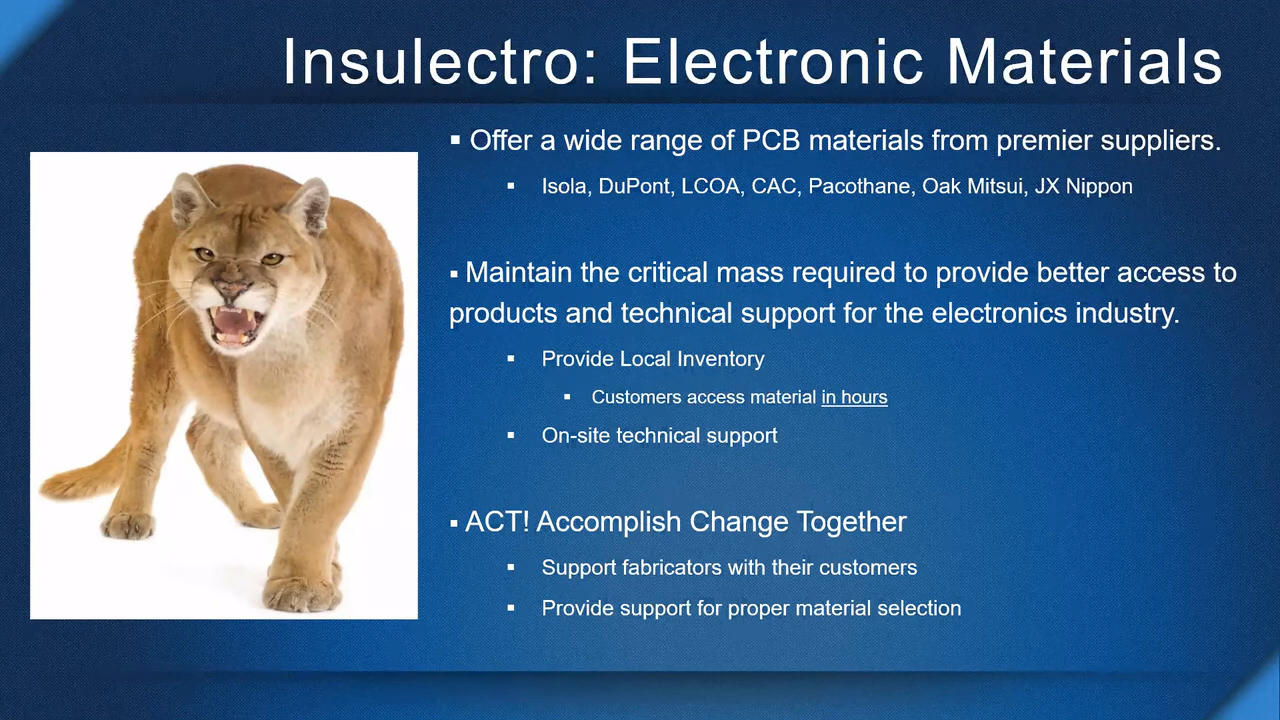 Insulectro: Electronic Materials
▪ Offer a wide range of PCB materials from premier suppliers.
▪ Isola, DuPont, LCOA, CAC, Pacothane, Oak Mitsui, JX Nippon
▪ Maintain the critical mass required to provide better access to
products and technical support for the electronics industry.
▪ Provide Local Inventory
▪ Customers access material in hours
▪ On-site technical support
▪ ACT! Accomplish Change Together
▪ Support fabricators with their customers
▪ Provide support for proper material selection